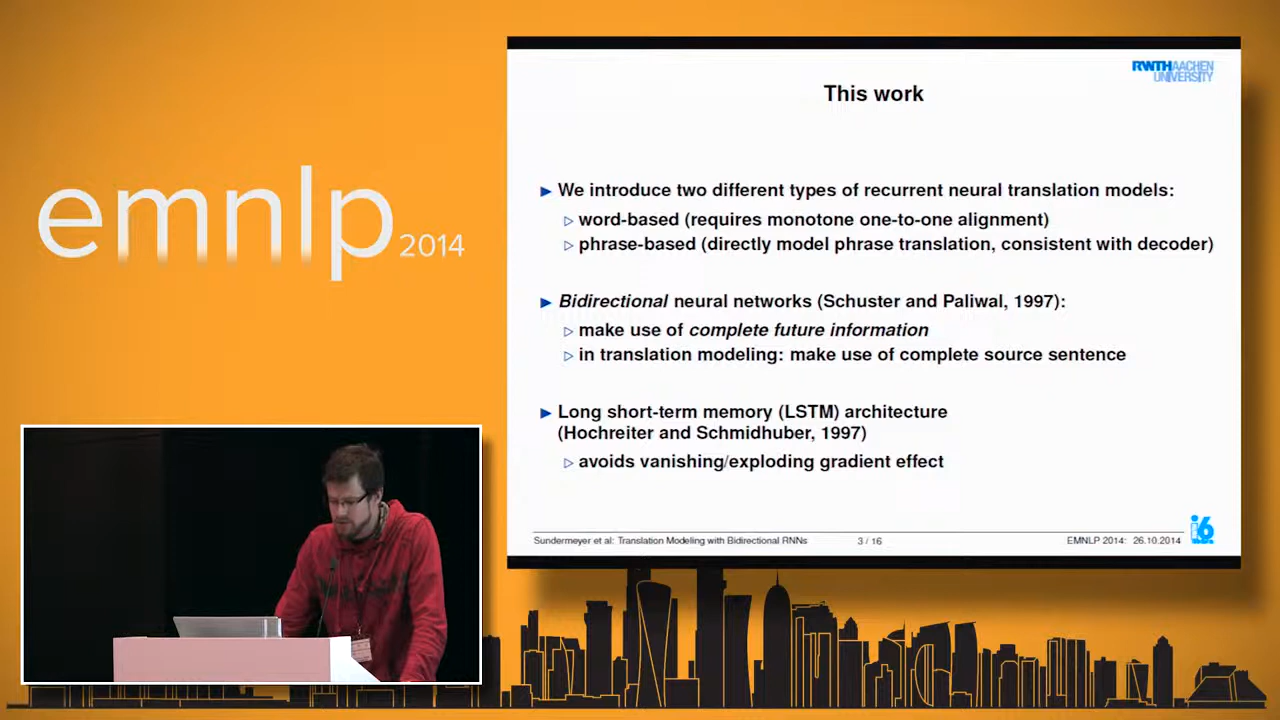 emnlp 2014
RWTH AACHEN
UNIVERSITY
This work
We introduce two different types of recurrent neural translation models:
word-based (requires monotone one-to-one alignment)
phrase-based (directly model phrase translation, consistent with decoder)
Bidirectional neural networks (Schuster and Paliwal, 1997):
make use of complete future information
in translation modeling: make use of complete source sentence
Long short-term memory (LSTM) architecture
(Hochreiter and Schmidhuber, 1997)
avoids vanishing/exploding gradient effect
Sundermeyer et al: Translation Modeling with Bidirectional RNNs 3 / 16 EMNLP 2014: 26.10.2014
i6